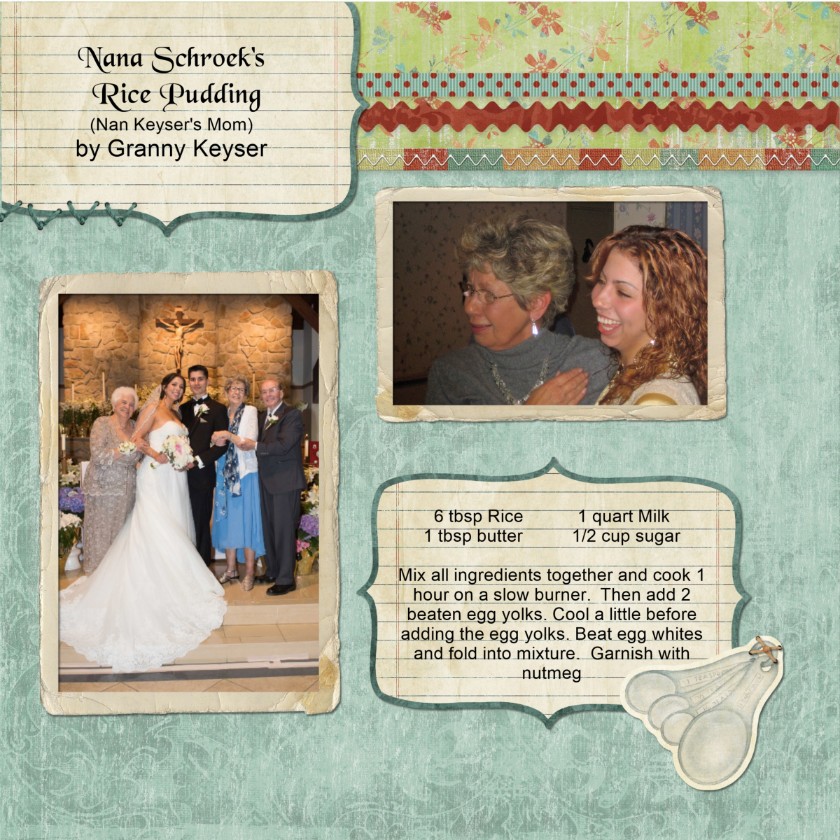 Nana Schroek's
Rice Pudding
(Nan Keyser's Mom)
by Granny Keyser
6 tbsp Rice 1 quart Milk
1 tbsp butter 1/2 cup sugar
Mix all ingredients together and cook 1
hour on a slow burner. Then add 2
beaten egg yolks. Cool a little before
adding the egg yolks. Beat egg whites
and fold into mixture. Garnish with
nutmeg